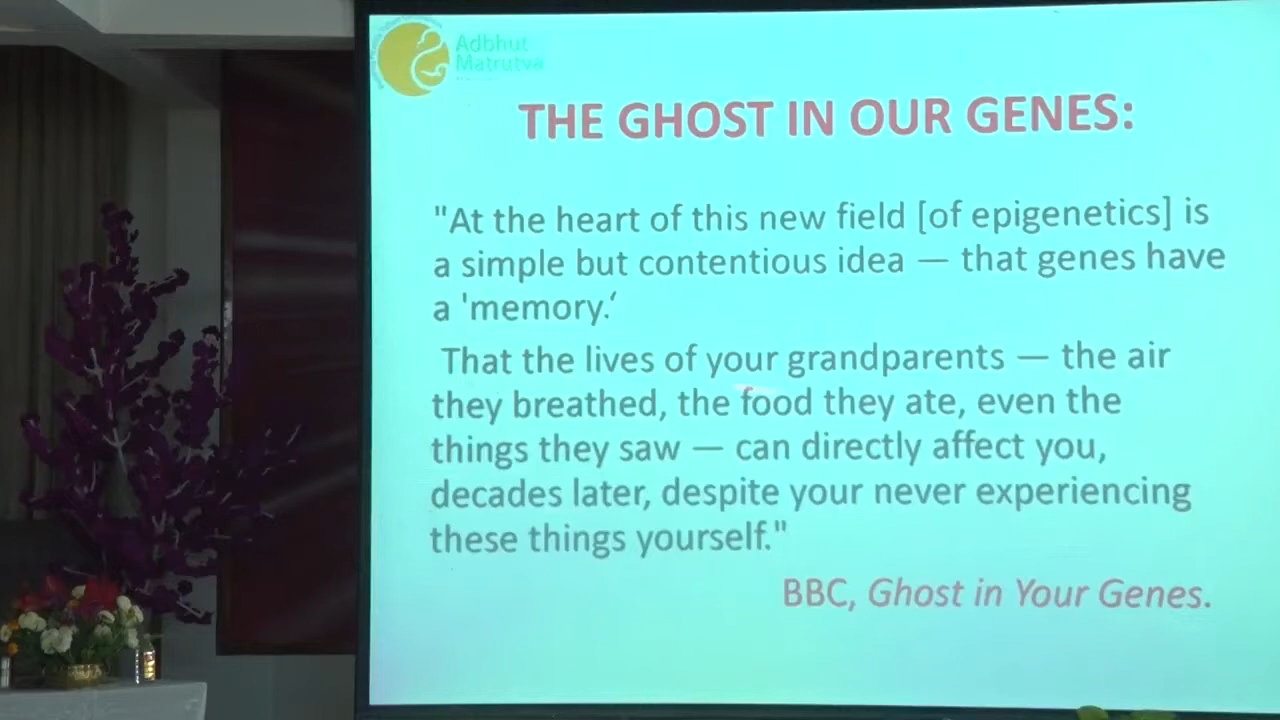 Adbhut
Matrutva
THE GHOST IN OUR GENES:
"At the heart of this new field [of epigenetics] is
a simple but contentious idea — that genes have
a 'memory.‘
That the lives of your grandparents — the air
they breathed, the food they ate, even the
things they saw — can directly affect you,
decades later, despite your never experiencing
these things yourself."
BBC, Ghost in Your Genes.